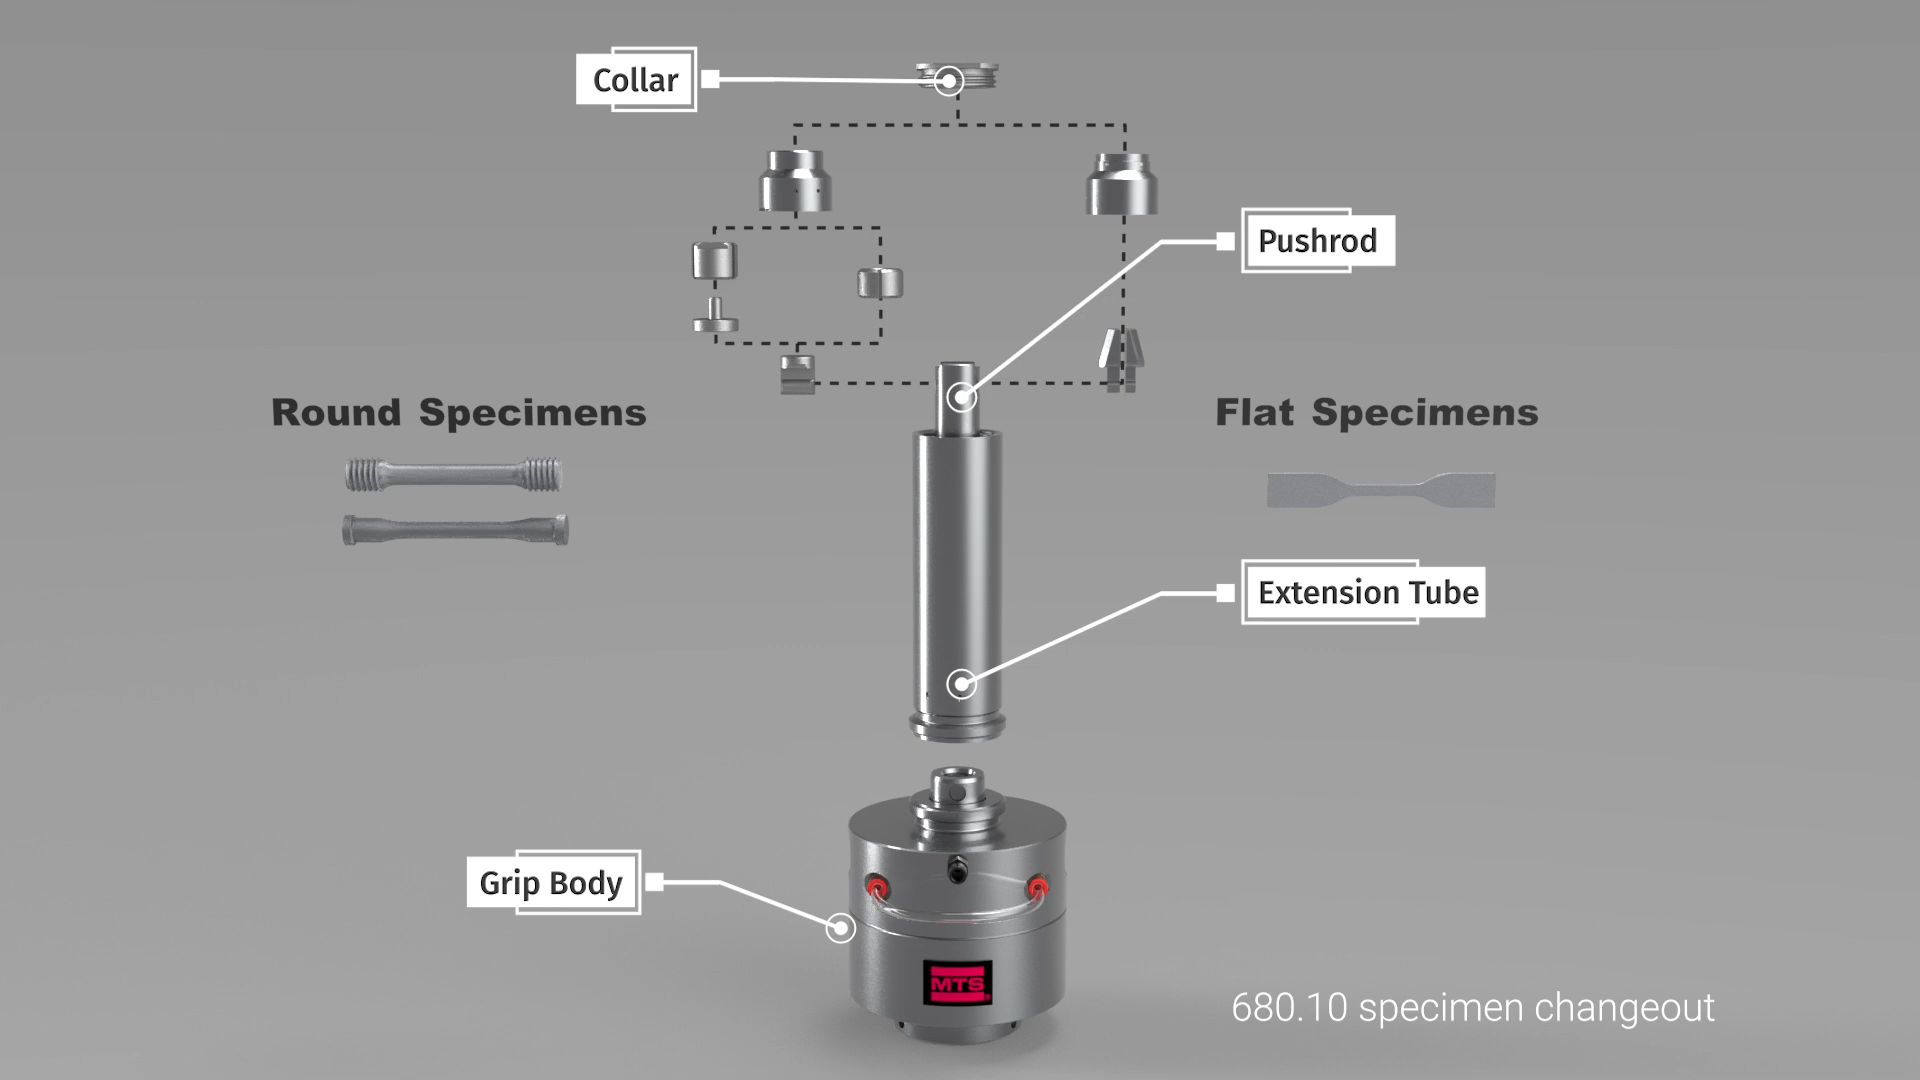 Collar
Pushrod
Round Specimens
Flat Specimens
Extension Tube
Grip Body
MTS
680.10 specimen changeout